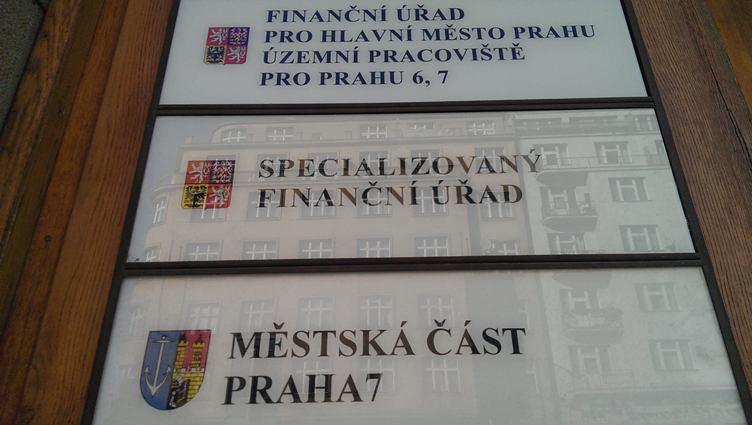 FINANČNÍ ÚŘAD
PRO HLAVNÍ MĚSTO PRAHU
ÚZEMNÍ PRACOVIŠTĚ
PRO PRAHU 6, 7
SPECIALIZOVANÝ
FINANČNÍ ÚŘAD
MĚSTSKÁ ČÁST
PRAHA7